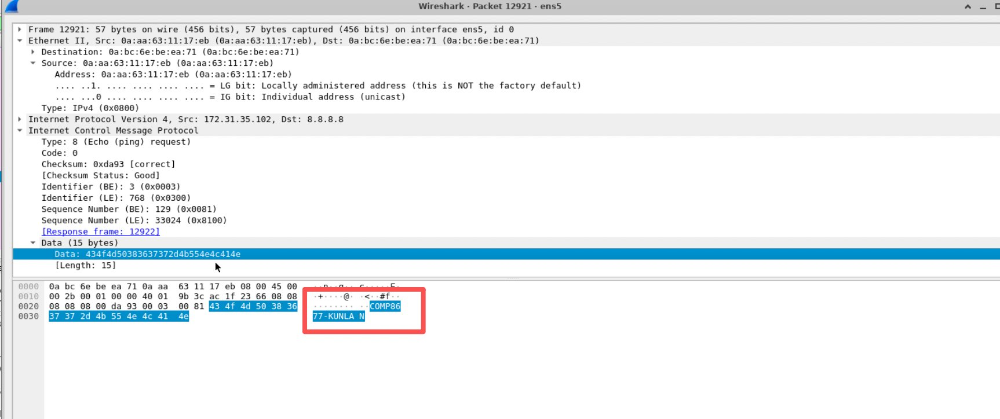 Wireshark · Packet 12921 · ens5
Frame 12921: 57 bytes on wire (456 bits), 57 bytes captured (456 bits) on interface ens5, id 0
Ethernet II, Src: 0a:aa:63:11:17:eb (0a:aa:63:11:17:eb), Dst: 0a:bc:6e:be:ea:71 (0a:bc:6e:be:ea:71)
Destination: 0a:bc:6e:be:ea:71 (0a:bc:6e:be:ea:71)
Source: 0a:aa:63:11:17:eb (0a:aa:63:11:17:eb)
Address: 0a:aa:63:11:17:eb (0a:aa:63:11:17:eb)
.... ..1. .... .... .... .... = LG bit: Locally administered address (this is NOT the factory default)
.... ...0 .... .... .... .... = IG bit: Individual address (unicast)
Type: IPv4 (0x0800)
Internet Protocol Version 4, Src: 172.31.35.102, Dst: 8.8.8.8
Internet Control Message Protocol
Type: 8 (Echo (ping) request)
Code: 0
Checksum: 0xda93 [correct]
[Checksum Status: Good]
Identifier (BE): 3 (0x0003)
Identifier (LE): 768 (0x0300)
Sequence Number (BE): 129 (0x0081)
Sequence Number (LE): 33024 (0x8100)
[Response frame: 12922]
Data (15 bytes)
Data: 434f4d50383637372d4b554e4c414e
[Length: 15]
0000 0a bc 6e be ea 71 0a aa 63 11 17 eb 08 00 45 00 ··n··q·· c·····E·
0010 00 2b 00 01 00 00 40 01 9b 3c ac 1f 23 66 08 08 ·+····@· ·<··#f··
0020 08 08 08 00 da 93 00 03 00 81 43 4f 4d 50 38 36 ········ ··COMP86
0030 37 37 2d 4b 55 4e 4c 41 4e 77-KUNLA N